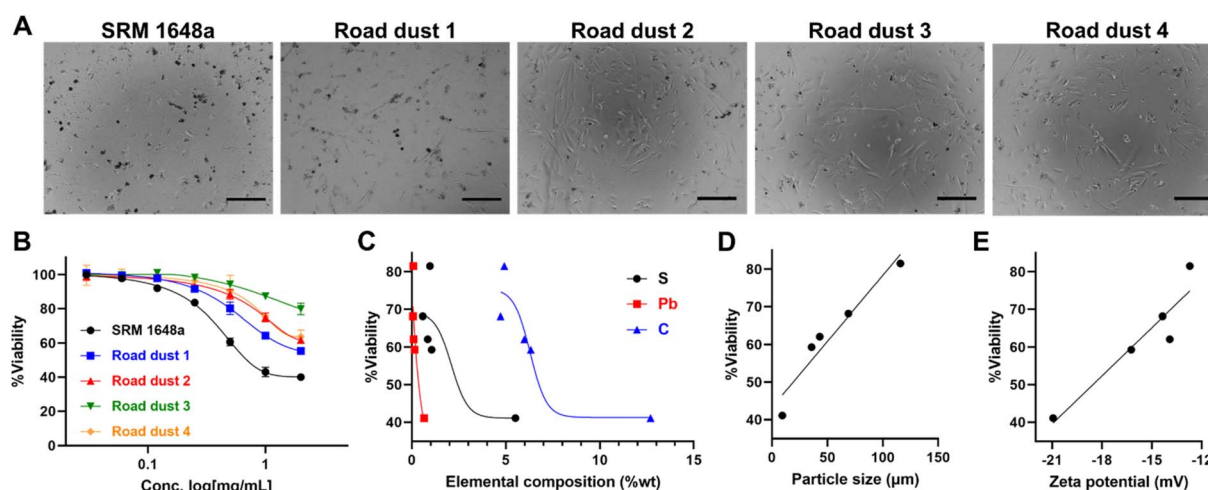 A
SRM 1648a
Road dust 1
Road dust 2
Road dust 3
Road dust 4
B
%Viability
100
80
60
40
20
0
SRM 1648a
Road dust 1
Road dust 2
Road dust 3
Road dust 4
0.1
1
Conc. log[mg/mL]
C
%Viability
80
70
60
50
40
S
Pb
C
0
5
10
15
Elemental composition (%wt)
D
%Viability
80
70
60
50
40
0
50
100
150
Particle size (µm)
E
%Viability
80
70
60
50
40
-21
-18
-15
-12
Zeta potential (mV)